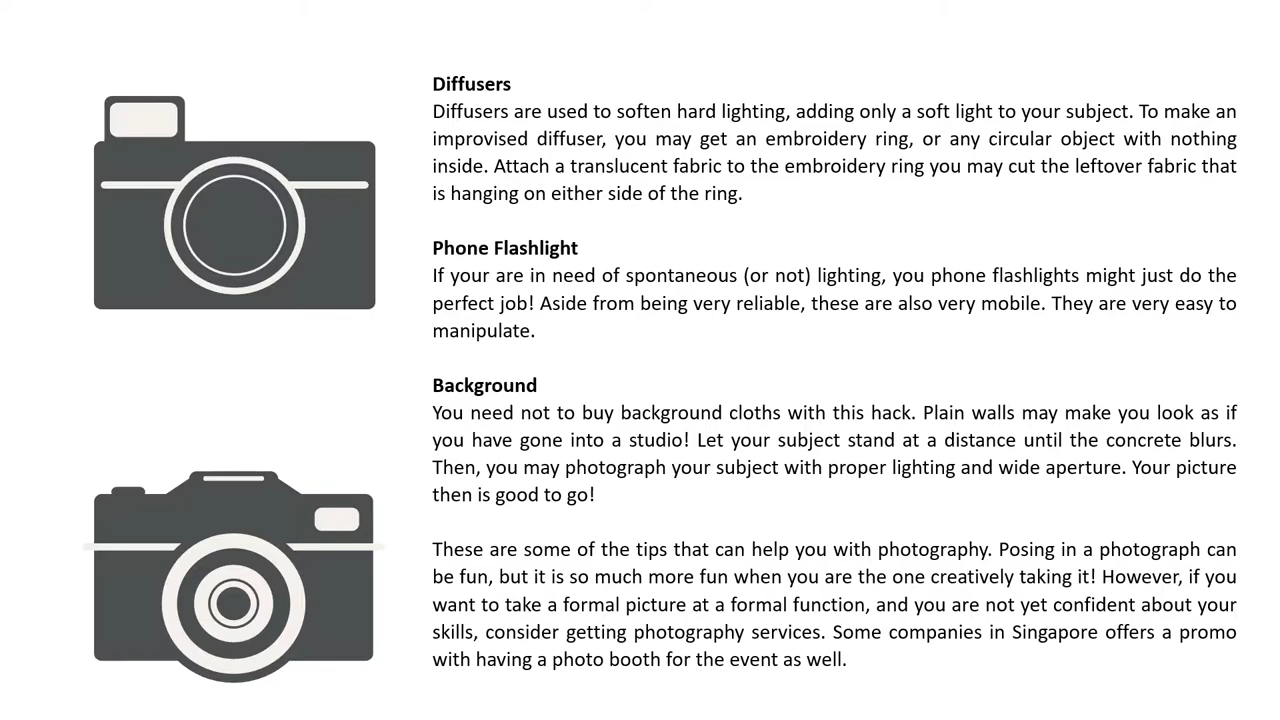 Diffusers
Diffusers are used to soften hard lighting, adding only a soft light to your subject. To make an
improvised diffuser, you may get an embroidery ring, or any circular object with nothing
inside. Attach a translucent fabric to the embroidery ring you may cut the leftover fabric that
is hanging on either side of the ring.
Phone Flashlight
If your are in need of spontaneous (or not) lighting, you phone flashlights might just do the
perfect job! Aside from being very reliable, these are also very mobile. They are very easy to
manipulate.
Background
You need not to buy background cloths with this hack. Plain walls may make you look as if
you have gone into a studio! Let your subject stand at a distance until the concrete blurs.
Then, you may photograph your subject with proper lighting and wide aperture. Your picture
then is good to go!
These are some of the tips that can help you with photography. Posing in a photograph can
be fun, but it is so much more fun when you are the one creatively taking it! However, if you
want to take a formal picture at a formal function, and you are not yet confident about your
skills, consider getting photography services. Some companies in Singapore offers a promo
with having a photo booth for the event as well.